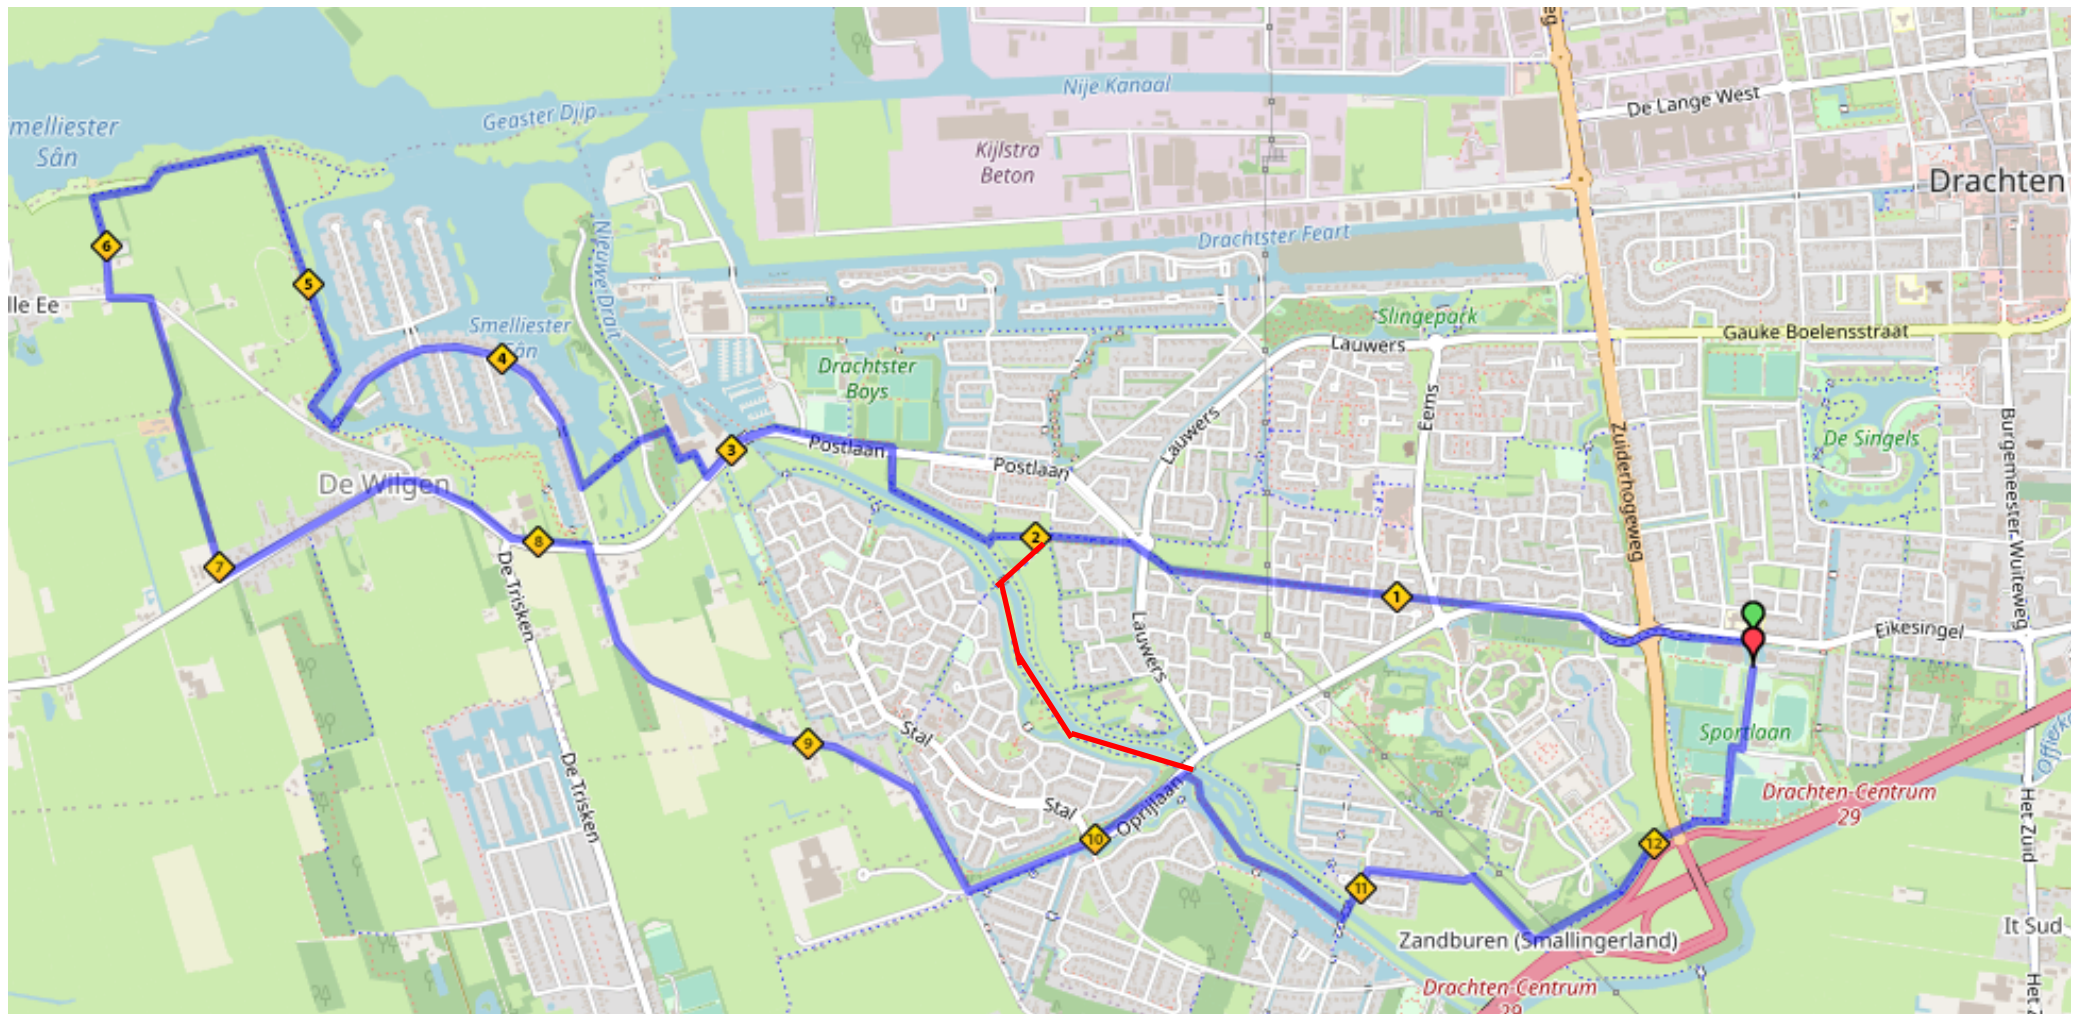 De Lange West
Nije Kanaal
Geaster Djip
Sân
Kijlstra
Beton
Drachten
Nieuwe Drait
Drachtster Feart
6
5
lle Ee
Smelliester
Sân
4
Slingepark
Lauwers
Gauke Boelensstraat
Drachtster
Boys
Eems
Lauwers
Zuiderhogeweg
De Singels
Burgemeester Wuiteweg
3
Postlaan
Postlaan
De Wilgen
2
8
7
De Trisken
1
Lauwers
Eikesingel
Stal
9
Sportlaan
De Trisken
Stal
Oprijlaan
10
Drachten-Centrum
29
Het Zuid
12
11
Zandburen (Smallingerland)
It Sud
Drachten-Centrum
29